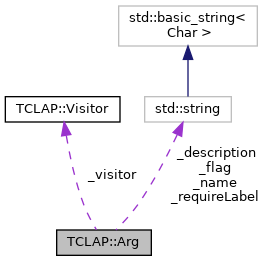 std::basic_string<
Char >
TCLAP::Visitor
std::string
_visitor
_description
_flag
_name
_requireLabel
TCLAP::Arg